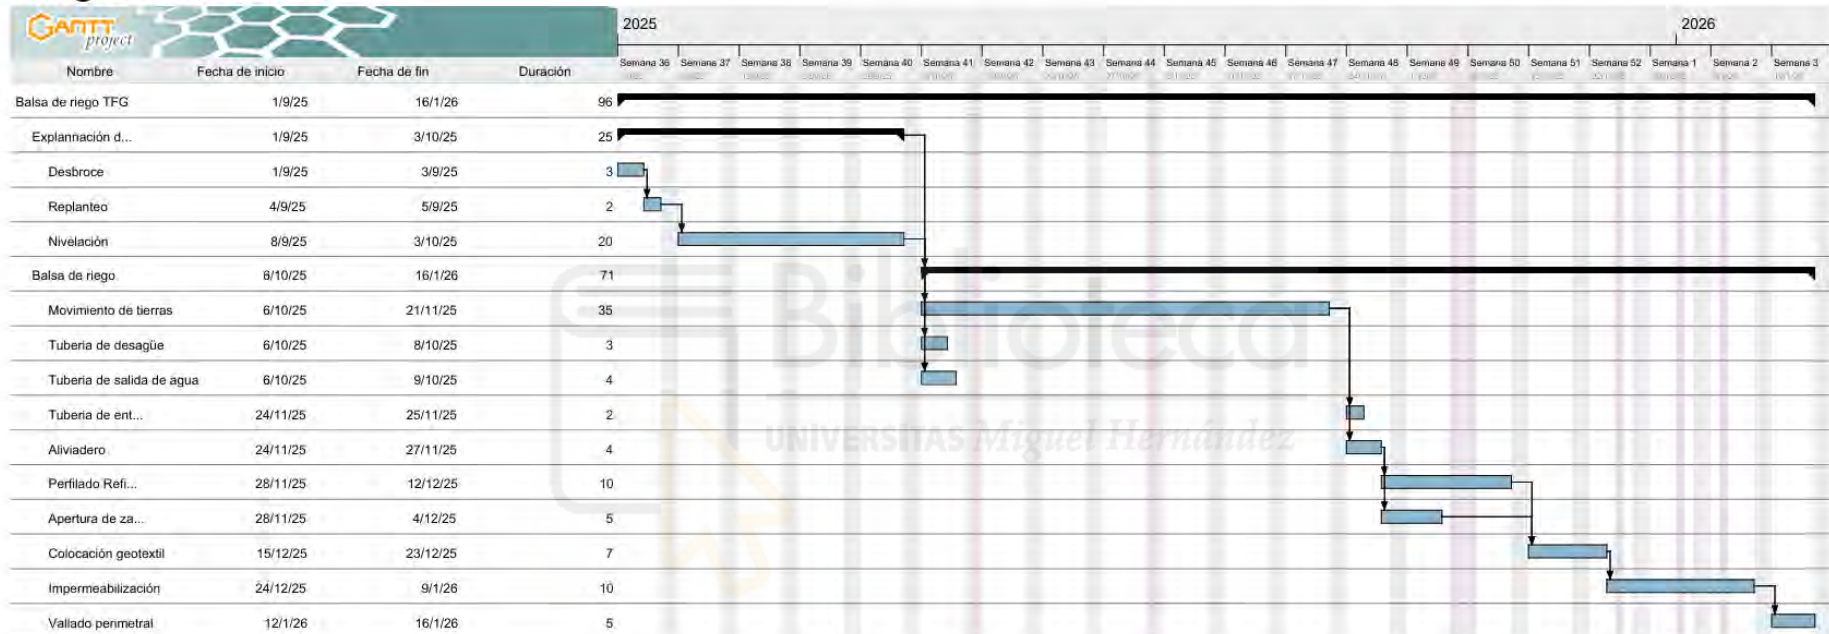 GANTT
project
2025 2026
Nombre Fecha de inicio Fecha de fin Duración Semana 36 Semana 37 Semana 38 Semana 39 Semana 40 Semana 41 Semana 42 Semana 43 Semana 44 Semana 45 Semana 46 Semana 47 Semana 48 Semana 49 Semana 50 Semana 51 Semana 52 Semana 1 Semana 2 Semana 3
Balsa de riego TFG 1/9/25 16/1/26 96
Explannación d... 1/9/25 3/10/25 25
Desbroce 1/9/25 3/9/25 3
Replanteo 4/9/25 5/9/25 2
Nivelación 8/9/25 3/10/25 20
Balsa de riego 6/10/25 16/1/26 71
Movimiento de tierras 6/10/25 21/11/25 35
Tuberia de desagüe 6/10/25 8/10/25 3
Tuberia de salida de agua 6/10/25 9/10/25 4
Tuberia de ent... 24/11/25 25/11/25 2
Aliviadero 24/11/25 27/11/25 4
Perfilado Refi... 28/11/25 12/12/25 10
Apertura de za... 28/11/25 4/12/25 5
Colocación geotextil 15/12/25 23/12/25 7
Impermeabilización 24/12/25 9/1/26 10
Vallado perimetral 12/1/26 16/1/26 5
Biblioteca
UNIVERSITAS Miguel Hernández